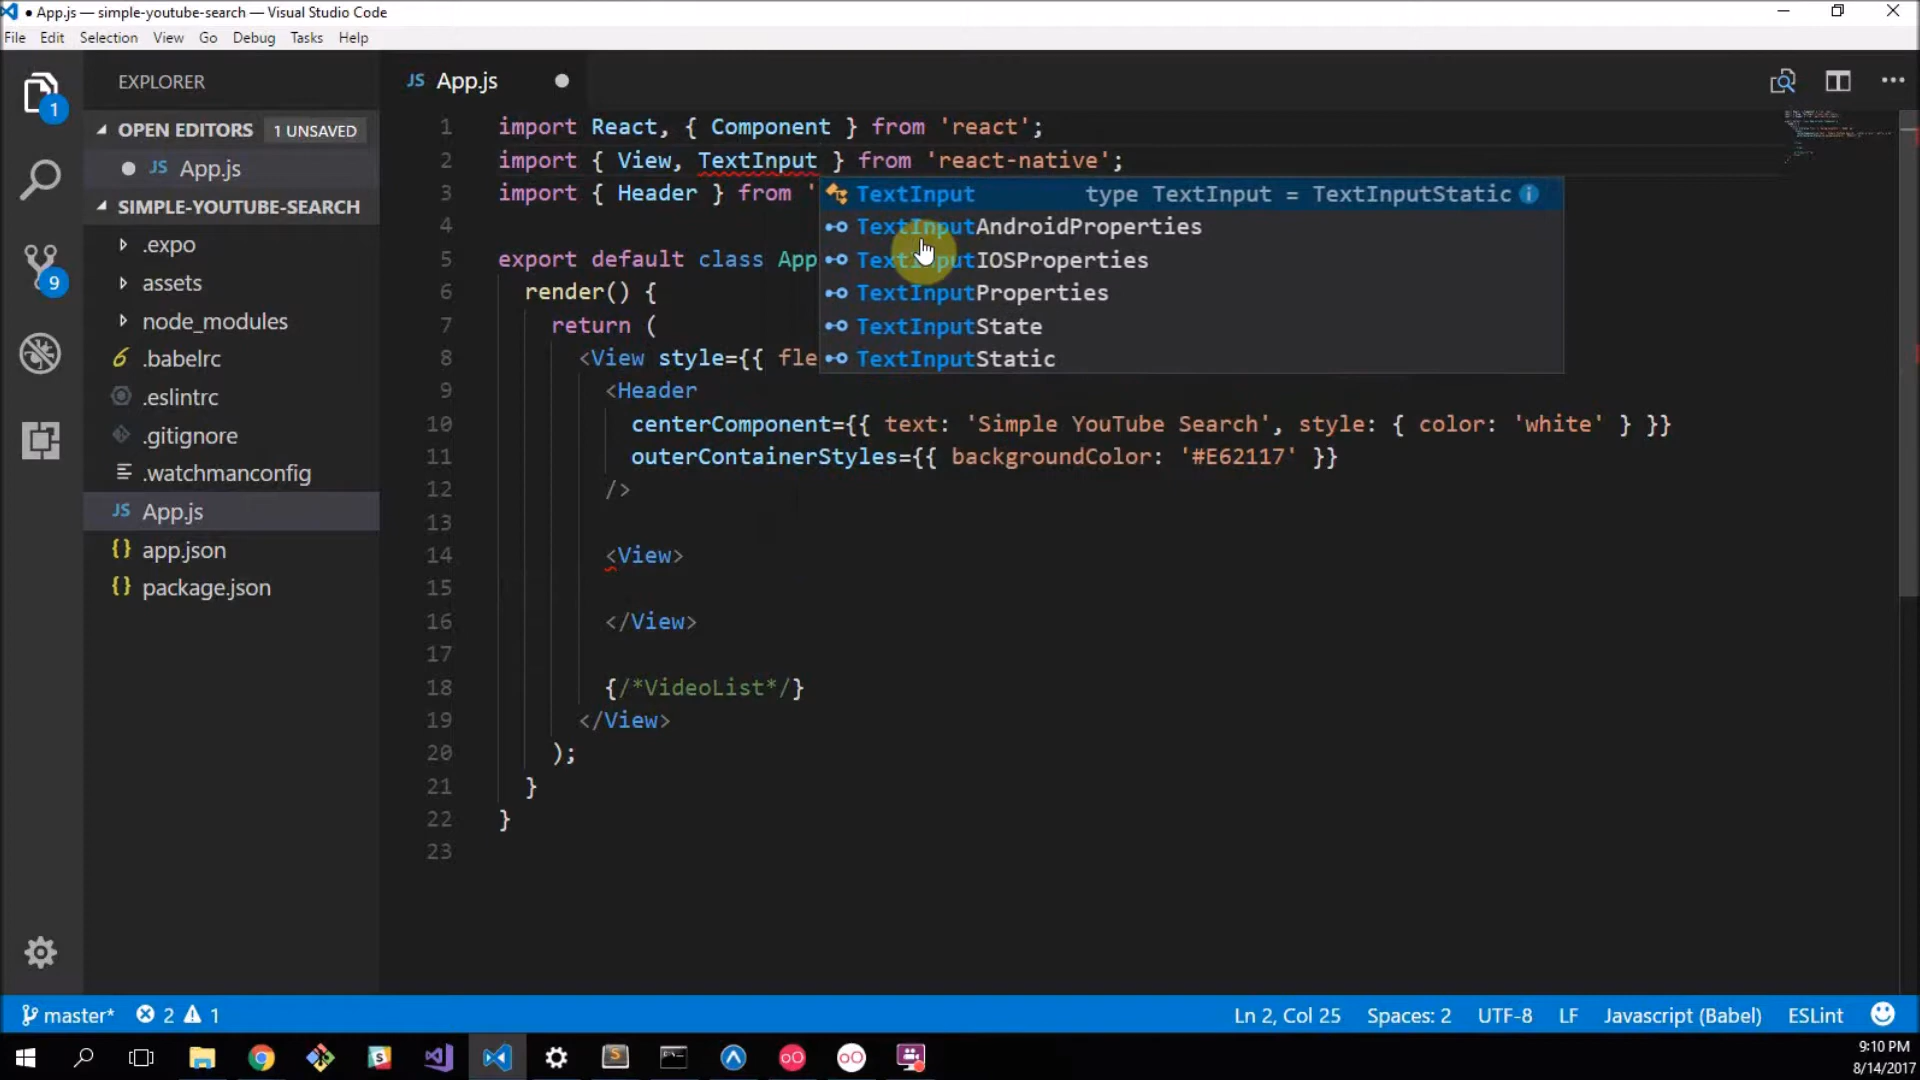 App.js — simple-youtube-search — Visual Studio Code
File Edit Selection View Go Debug Tasks Help
EXPLORER
JS App.js
1
OPEN EDITORS 1 UNSAVED
JS App.js
SIMPLE-YOUTUBE-SEARCH
.expo
9
assets
node_modules
.babelrc
.eslintrc
.gitignore
.watchmanconfig
JS App.js
{} app.json
{} package.json
1 import React, { Component } from 'react';
2 import { View, TextInput } from 'react-native';
3 import { Header } from '
4
5 export default class App
6 render() {
7 return (
8 <View style={{ fle
9 <Header
10 centerComponent={{ text: 'Simple YouTube Search', style: { color: 'white' } }}
11 outerContainerStyles={{ backgroundColor: '#E62117' }}
12 />
13
14 <View>
15
16 </View>
17
18 {/*VideoList*/}
19 </View>
20 );
21 }
22 }
23
TextInput type TextInput = TextInputStatic
TextInputAndroidProperties
TextInputIOSProperties
TextInputProperties
TextInputState
TextInputStatic
master* 2 1 Ln 2, Col 25 Spaces: 2 UTF-8 LF Javascript (Babel) ESLint
9:10 PM
8/14/2017